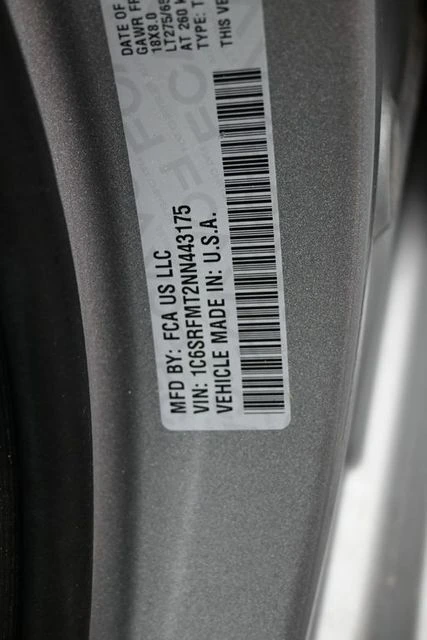 MFD BY: FCA US LLC
VIN: 1C6SRFMT2NN443175
VEHICLE MADE IN: U.S.A.
DATE OF
GAWR FR
18X8.0
LT275/65
AT 260 k
TYPE: T
THIS VE